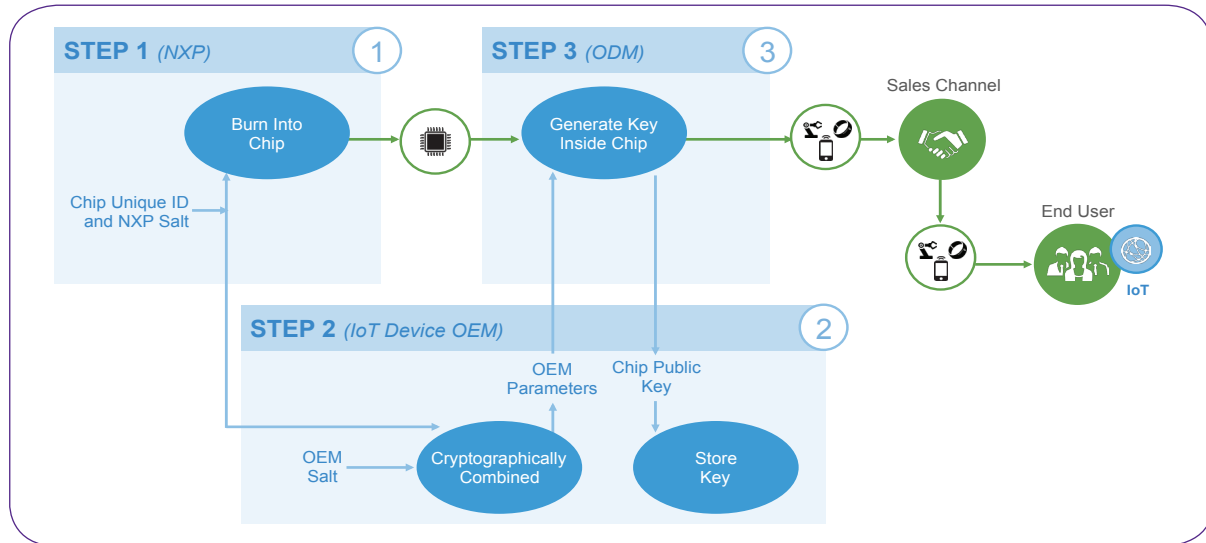 STEP 1 (NXP)
1
Burn Into
Chip
Chip Unique ID
and NXP Salt
STEP 3 (ODM)
3
Generate Key
Inside Chip
Sales Channel
End User
IoT
STEP 2 (IoT Device OEM)
2
OEM
Parameters
Chip Public
Key
OEM
Salt
Cryptographically
Combined
Store
Key